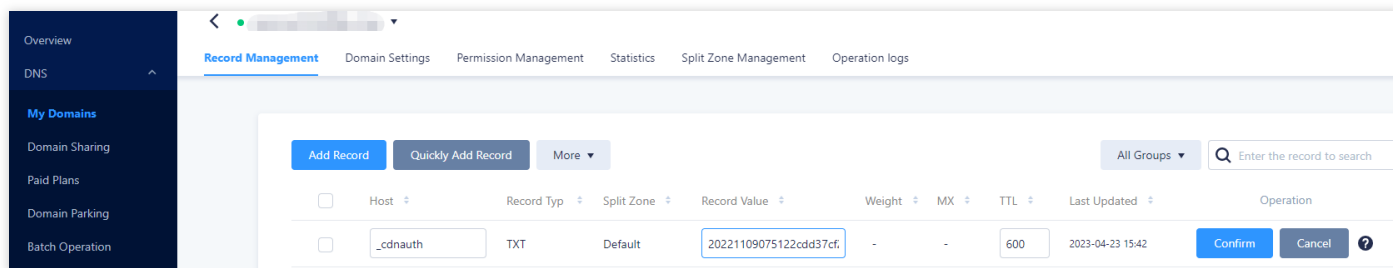 Overview
DNS
My Domains
Domain Sharing
Paid Plans
Domain Parking
Batch Operation
Record Management Domain Settings Permission Management Statistics Split Zone Management Operation logs
Add Record Quickly Add Record More All Groups Enter the record to search
Host Record Typ Split Zone Record Value Weight MX TTL Last Updated Operation
_cdnauth TXT Default 20221109075122cdd37cf - - 600 2023-04-23 15:42 Confirm Cancel ?